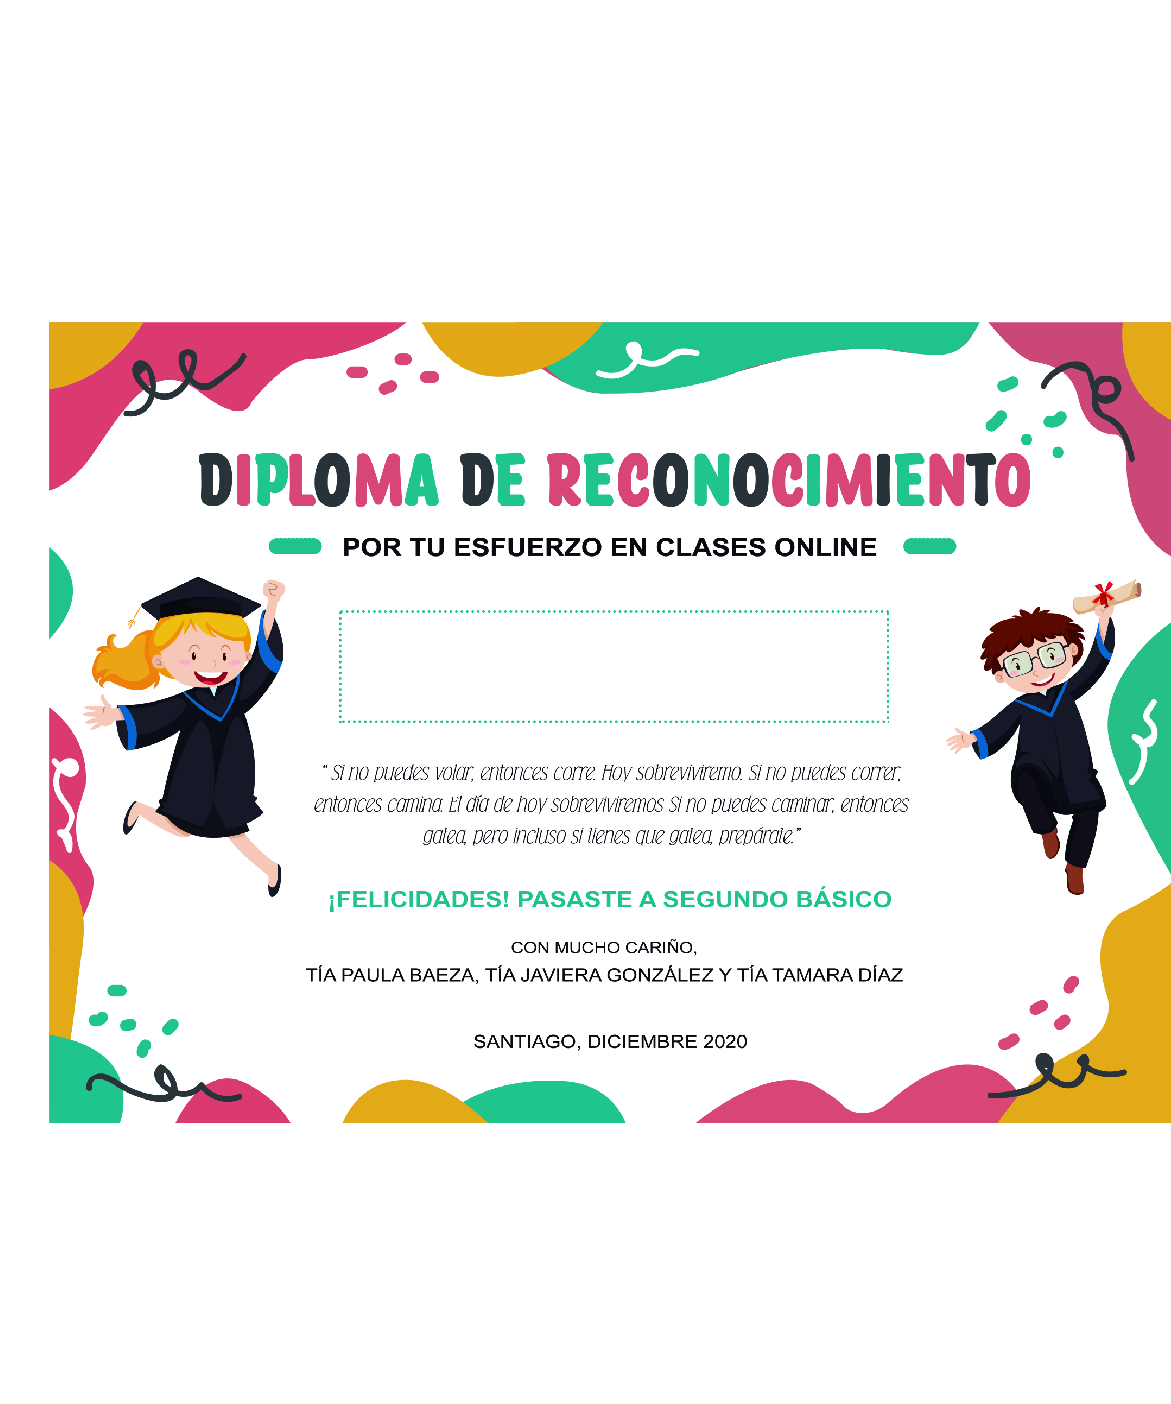 DIPLOMA DE RECONOCIMIENTO
POR TU ESFUERZO EN CLASES ONLINE
“ Si no puedes volar, entonces corre. Hoy sobreviviremo. Si no puedes correr,
entonces camina. El día de hoy sobreviviremos Si no puedes caminar, entonces
gatea, pero incluso si tienes que gatea, prepárate.”
¡FELICIDADES! PASASTE A SEGUNDO BÁSICO
CON MUCHO CARIÑO,
TÍA PAULA BAEZA, TÍA JAVIERA GONZÁLEZ Y TÍA TAMARA DÍAZ
SANTIAGO, DICIEMBRE 2020